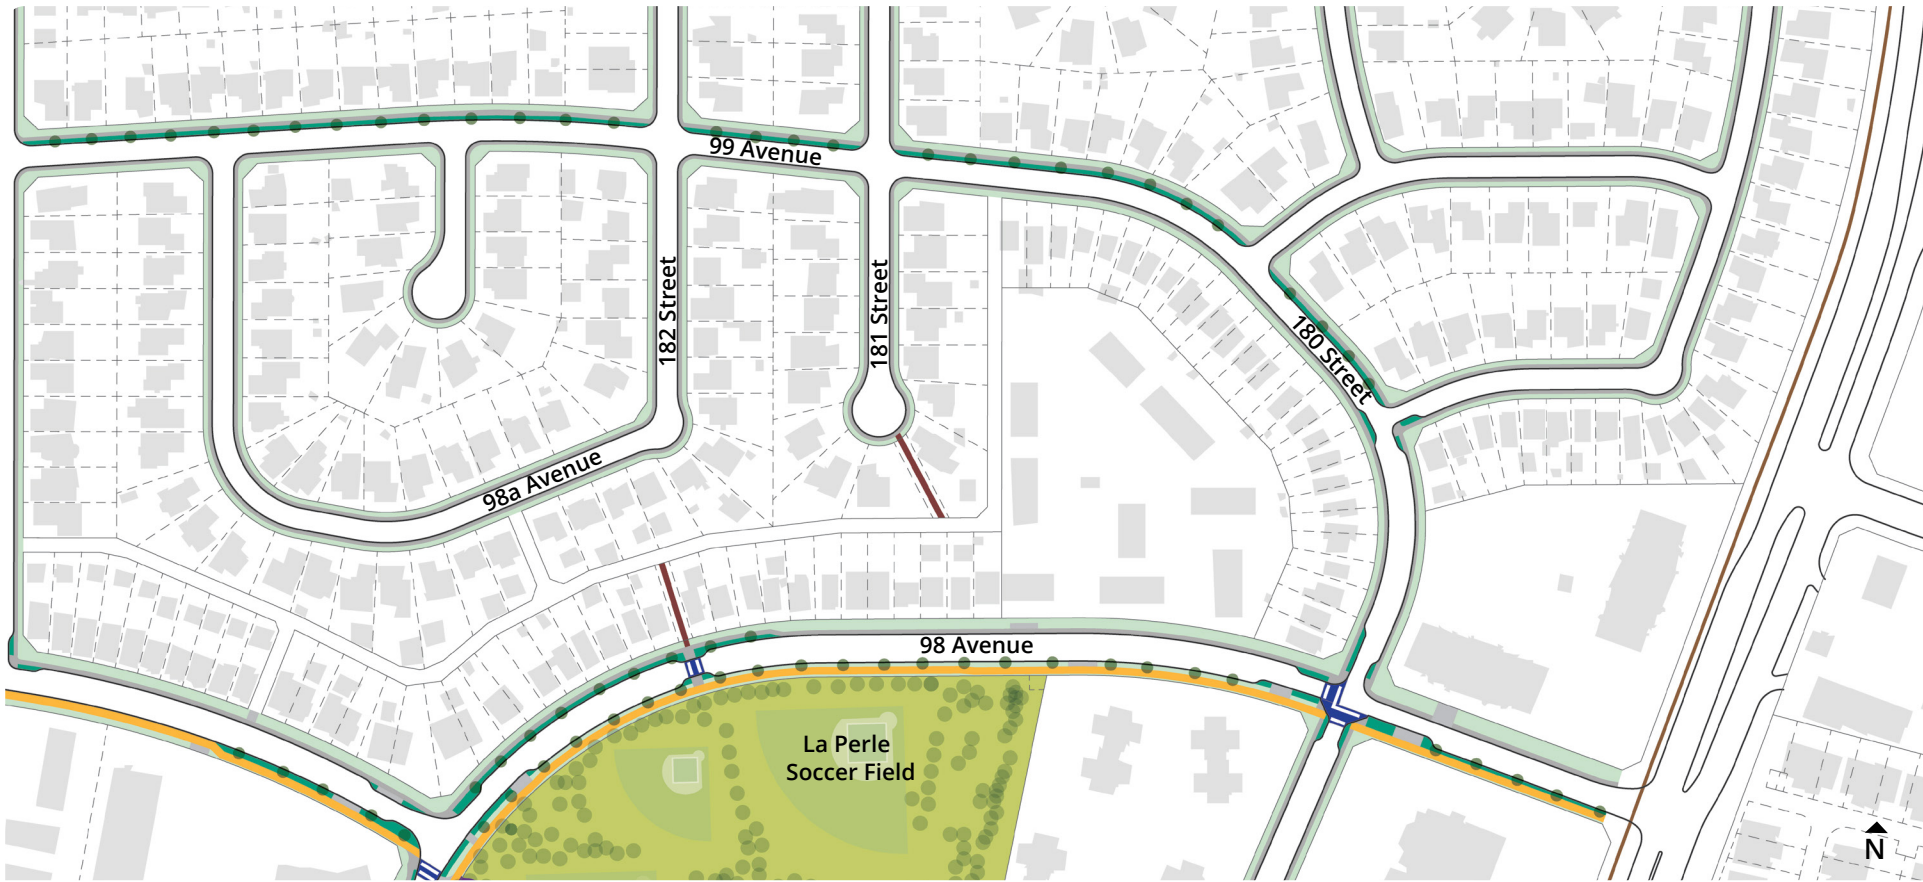 99 Avenue
182 Street
181 Street
180 Street
98a Avenue
98 Avenue
La Perle
Soccer Field
N